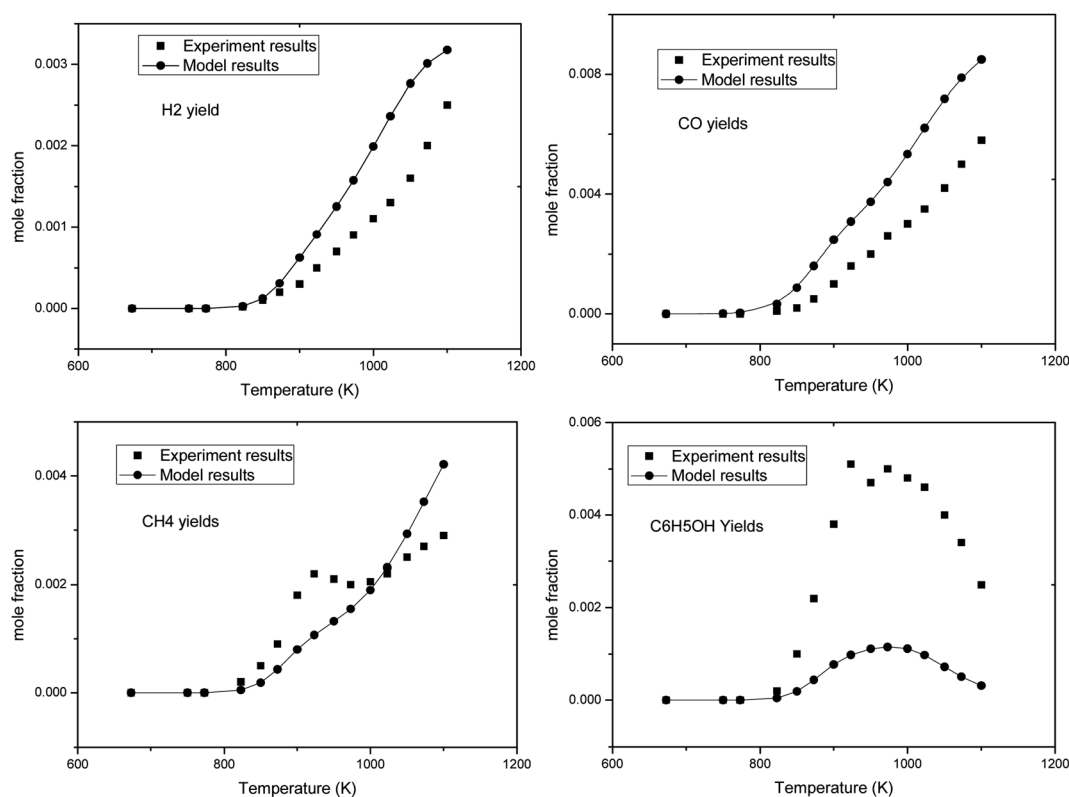 Experiment results
Model results
H2 yield
0.003
0.002
0.001
0.000
mole fraction
600
800
1000
1200
Temperature (K)
Experiment results
Model results
CO yields
0.008
0.004
0.000
mole fraction
600
800
1000
1200
Temperature (K)
Experiment results
Model results
CH4 yields
0.004
0.002
0.000
mole fraction
600
800
1000
1200
Temperature (K)
Experiment results
Model results
C6H5OH Yields
0.006
0.004
0.002
0.000
mole fraction
600
800
1000
1200
Temperature (K)